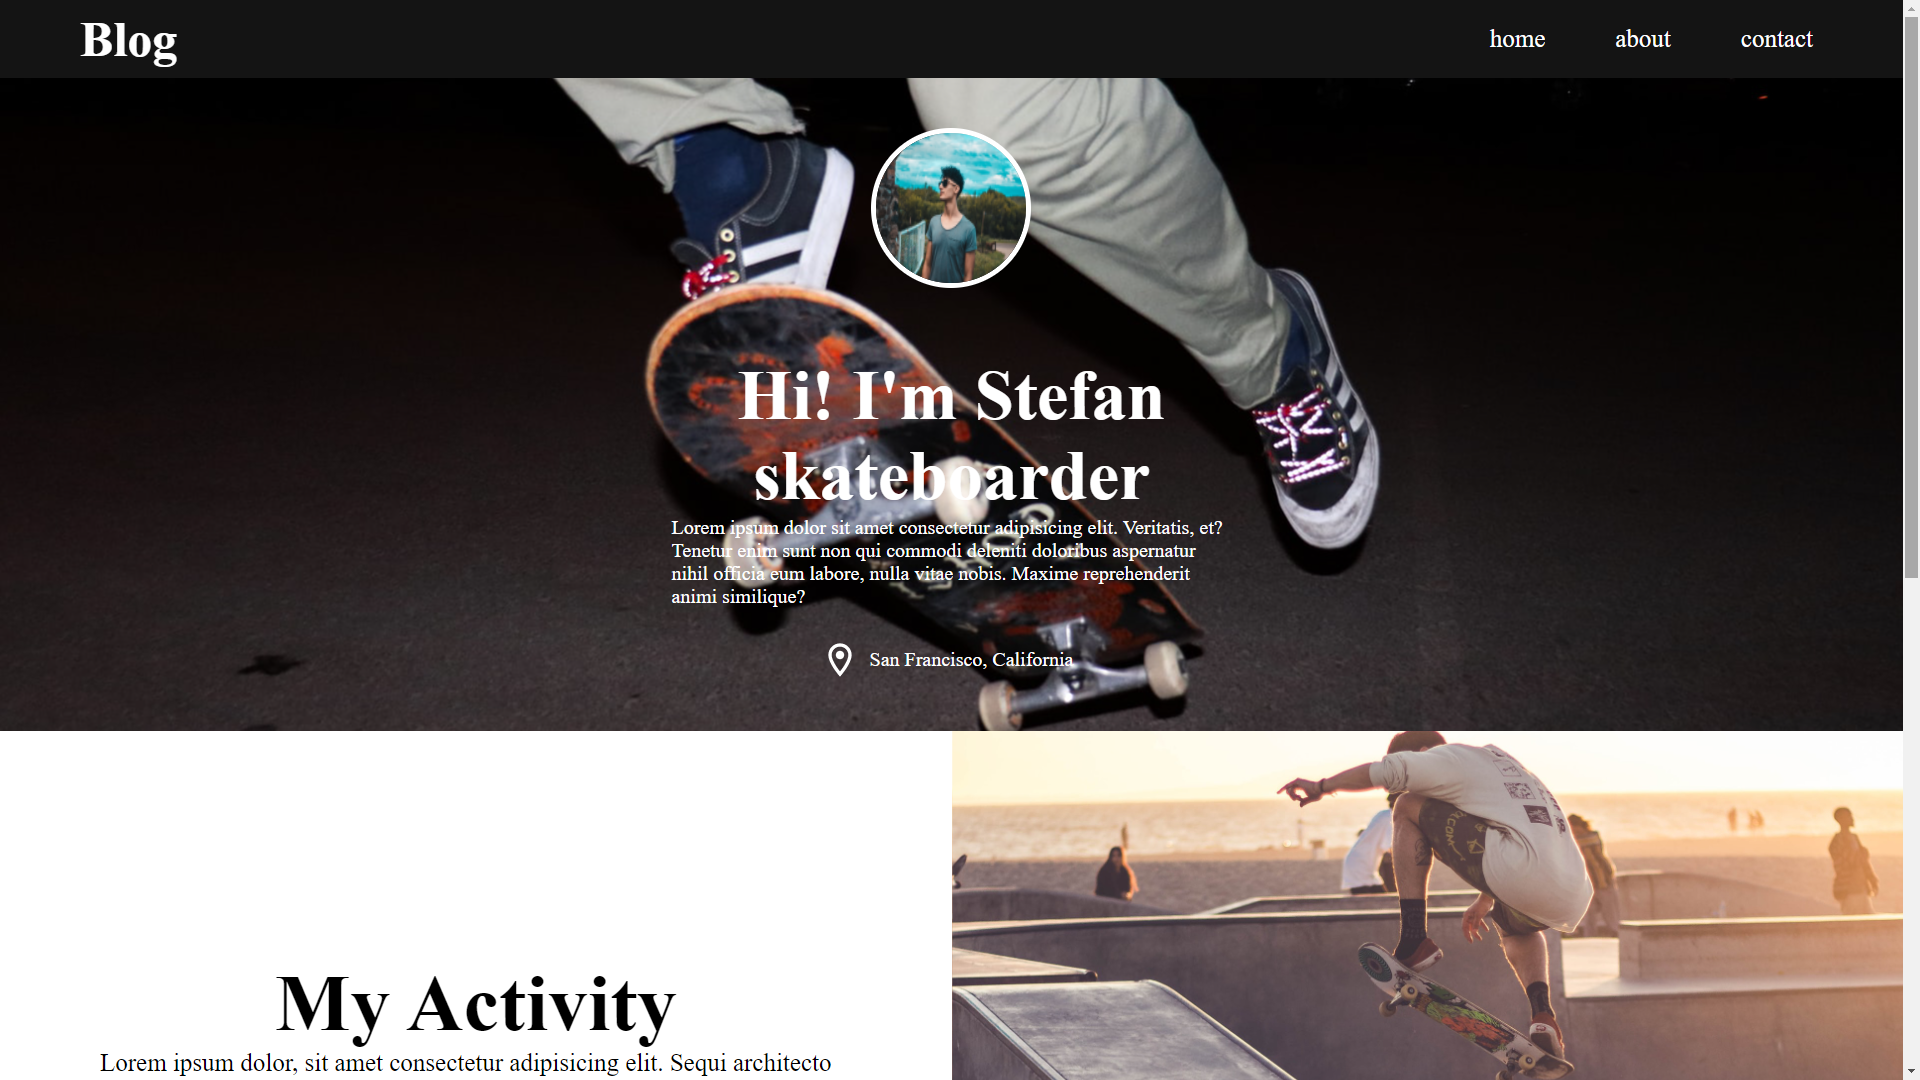 Blog
home about contact
Hi! I'm Stefan
skateboarder
Lorem ipsum dolor sit amet consectetur adipisicing elit. Veritatis, et?
Tenetur enim sunt non qui commodi deleniti doloribus aspernatur
nihil officia eum labore, nulla vitae nobis. Maxime reprehenderit
animi similique?
San Francisco, California
My Activity
Lorem ipsum dolor, sit amet consectetur adipisicing elit. Sequi architecto